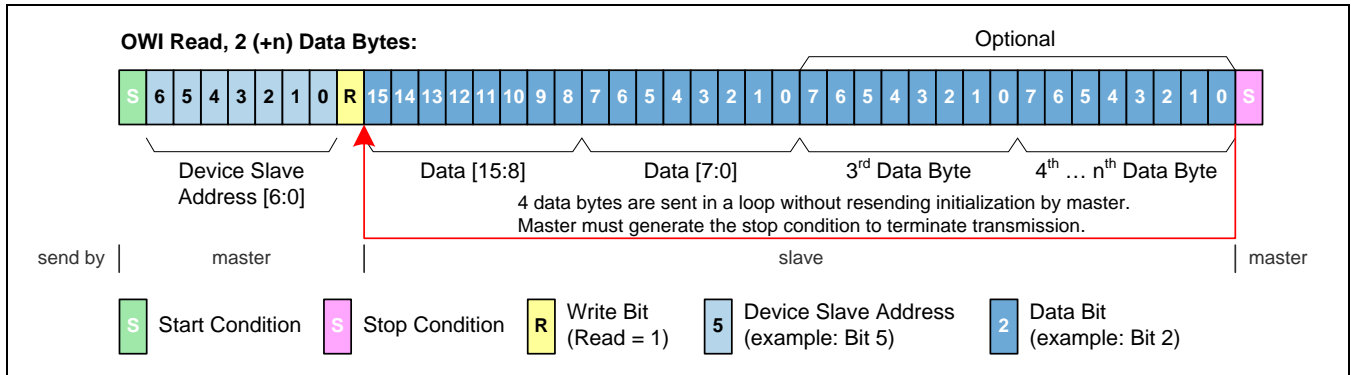 OWI Read, 2 (+n) Data Bytes:
Optional
S 6 5 4 3 2 1 0 R 15 14 13 12 11 10 9 8 7 6 5 4 3 2 1 0 7 6 5 4 3 2 1 0 7 6 5 4 3 2 1 0 S
Device Slave
Address [6:0]
Data [15:8]
Data [7:0]
3rd Data Byte
4th … nth Data Byte
4 data bytes are sent in a loop without resending initialization by master.
Master must generate the stop condition to terminate transmission.
send by
master
slave
master
S
Start Condition
S
Stop Condition
R
Write Bit
(Read = 1)
5
Device Slave Address
(example: Bit 5)
2
Data Bit
(example: Bit 2)